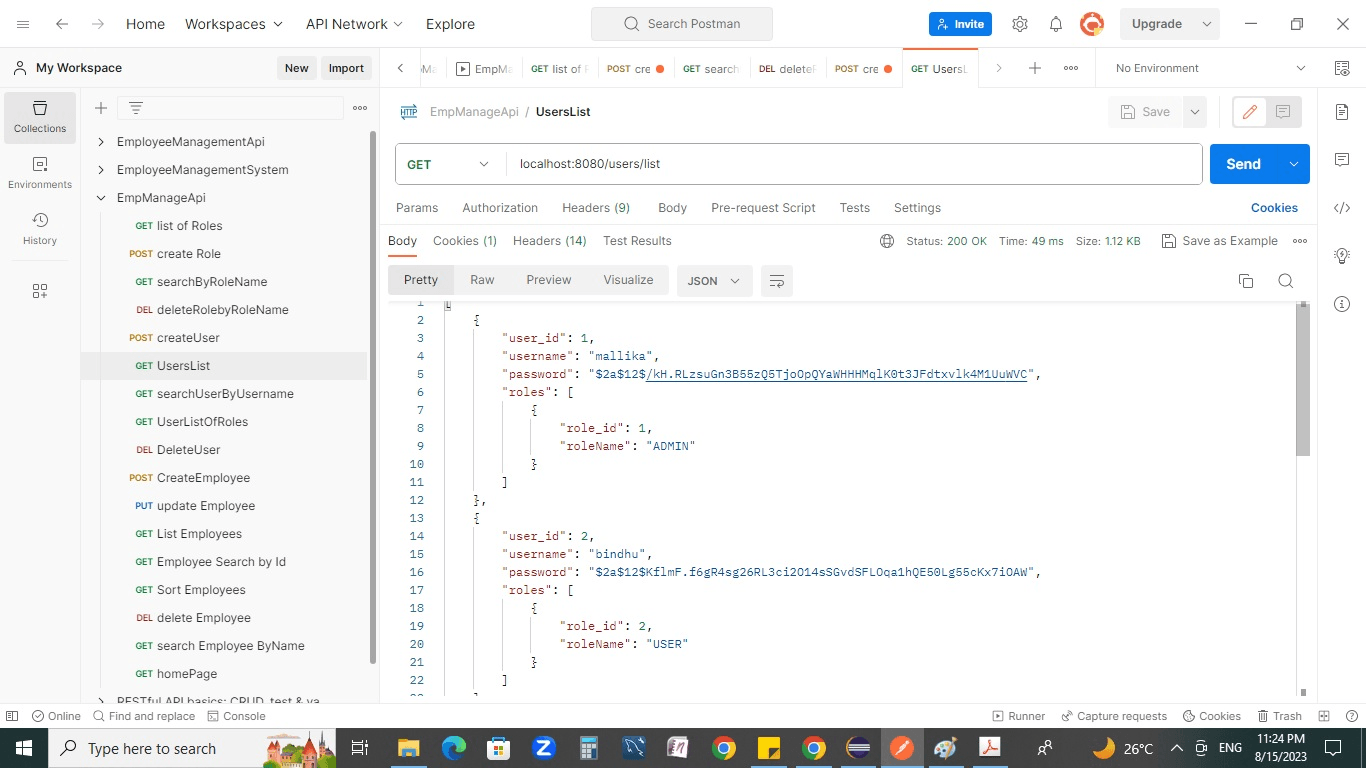 Home Workspaces API Network Explore Search Postman Invite Upgrade
My Workspace New Import EmpMa GET list of POST cre GET search DEL delete POST cre GET UsersL No Environment
Collections
Environments
History
EmployeeManagementApi
EmployeeManagementSystem
EmpManageApi
GET list of Roles
POST create Role
GET searchByRoleName
DEL deleteRolebyRoleName
POST createUser
GET UsersList
GET searchUserByUsername
GET UserListOfRoles
DEL DeleteUser
POST CreateEmployee
PUT update Employee
GET List Employees
GET Employee Search by Id
GET Sort Employees
DEL delete Employee
GET search Employee ByName
GET homePage
RESTful API basics: CRUD, test & va
HTTP EmpManageApi / UsersList Save
GET localhost:8080/users/list Send
Params Authorization Headers (9) Body Pre-request Script Tests Settings Cookies
Body Cookies (1) Headers (14) Test Results Status: 200 OK Time: 49 ms Size: 1.12 KB Save as Example
Pretty Raw Preview Visualize JSON
1 [
2 {
3 "user_id": 1,
4 "username": "mallika",
5 "password": "$2a$12$/kH.RLzsuGn3B55zQ5TjoOpQYaWHHHMqlK0t3JFdtxvlk4M1UuWVC",
6 "roles": [
7 {
8 "role_id": 1,
9 "roleName": "ADMIN"
10 }
11 ]
12 },
13 {
14 "user_id": 2,
15 "username": "bindhu",
16 "password": "$2a$12$KflmF.f6gR4sg26RL3ci2O14sSGvdSFLOqa1hQE50Lg55cKx7iOAW",
17 "roles": [
18 {
19 "role_id": 2,
20 "roleName": "USER"
21 }
22 ]
Online Find and replace Console Runner Capture requests Cookies Trash
Type here to search 26°C ENG 11:24 PM
8/15/2023